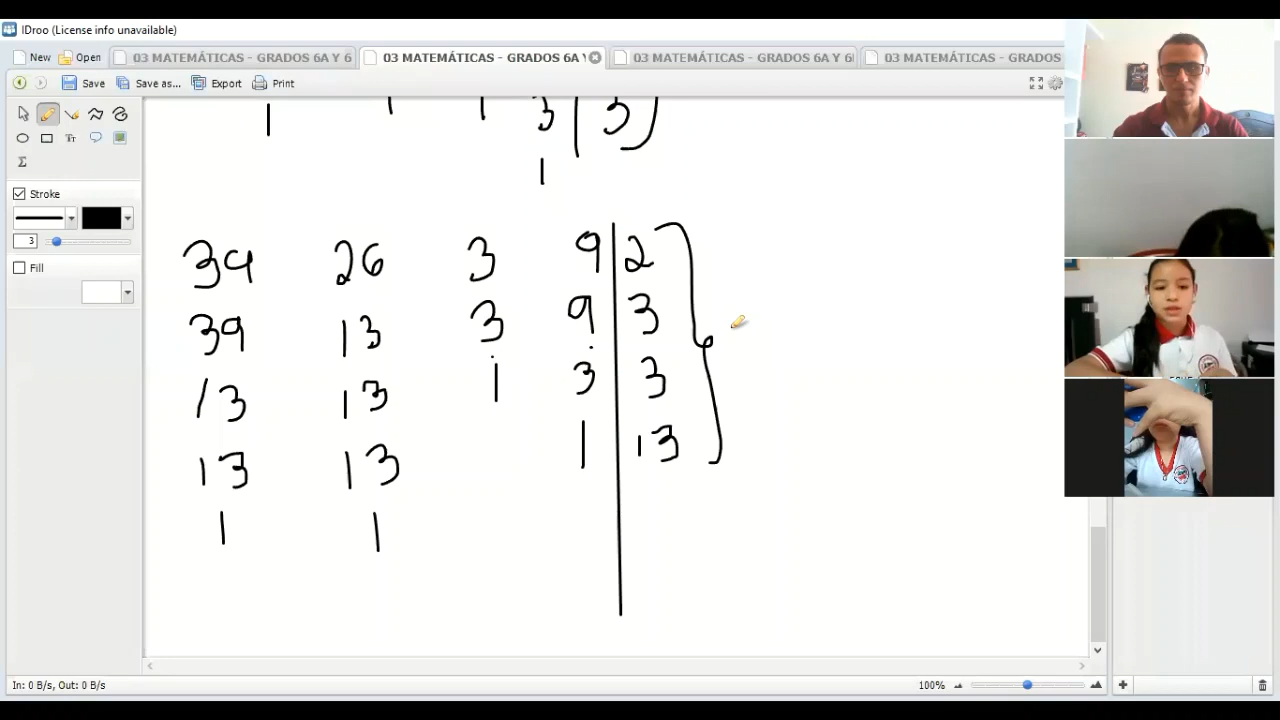 IDroo (License info unavailable)
New Open 03 MATEMÁTICAS - GRADOS 6A Y 6 03 MATEMÁTICAS - GRADOS 6A Y 03 MATEMÁTICAS - GRADOS 6A Y 6 03 MATEMÁTICAS - GRADOS
Save Save as... Export Print
Stroke
3
Fill
1 1 1 3 3
1
39 26 3 9 2
39 13 3 9 3
13 13 1 3 3
13 13 1 13
1 1
In: 0 B/s, Out: 0 B/s 100%